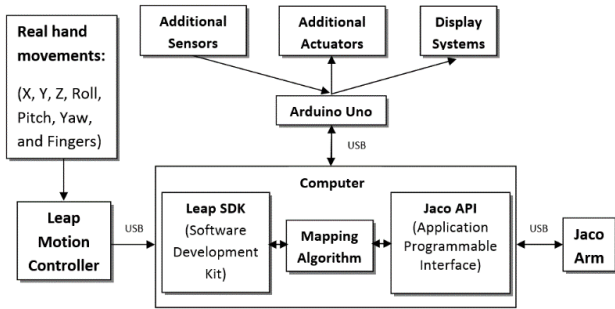 Real hand
movements:
(X, Y, Z, Roll,
Pitch, Yaw,
and Fingers)
Additional
Sensors
Additional
Actuators
Display
Systems
Arduino Uno
USB
Computer
Leap
Motion
Controller
USB
Leap SDK
(Software
Development
Kit)
Mapping
Algorithm
Jaco API
(Application
Programmable
Interface)
USB
Jaco
Arm